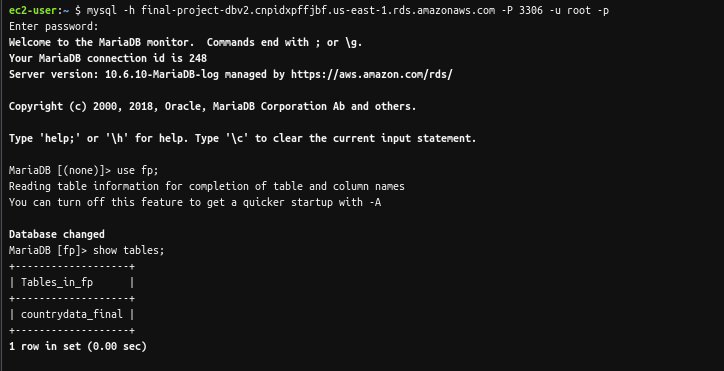 ec2-user:~ $ mysql -h final-project-dbv2.cnpidxpffjbf.us-east-1.rds.amazonaws.com -P 3306 -u root -p
Enter password:
Welcome to the MariaDB monitor.  Commands end with ; or \g.
Your MariaDB connection id is 248
Server version: 10.6.10-MariaDB-log managed by https://aws.amazon.com/rds/
Copyright (c) 2000, 2018, Oracle, MariaDB Corporation Ab and others.
Type 'help;' or '\h' for help. Type '\c' to clear the current input statement.
MariaDB [(none)]> use fp;
Reading table information for completion of table and column names
You can turn off this feature to get a quicker startup with -A
Database changed
MariaDB [fp]> show tables;
+-------------------+
| Tables_in_fp      |
+-------------------+
| countrydata_final |
+-------------------+
1 row in set (0.00 sec)